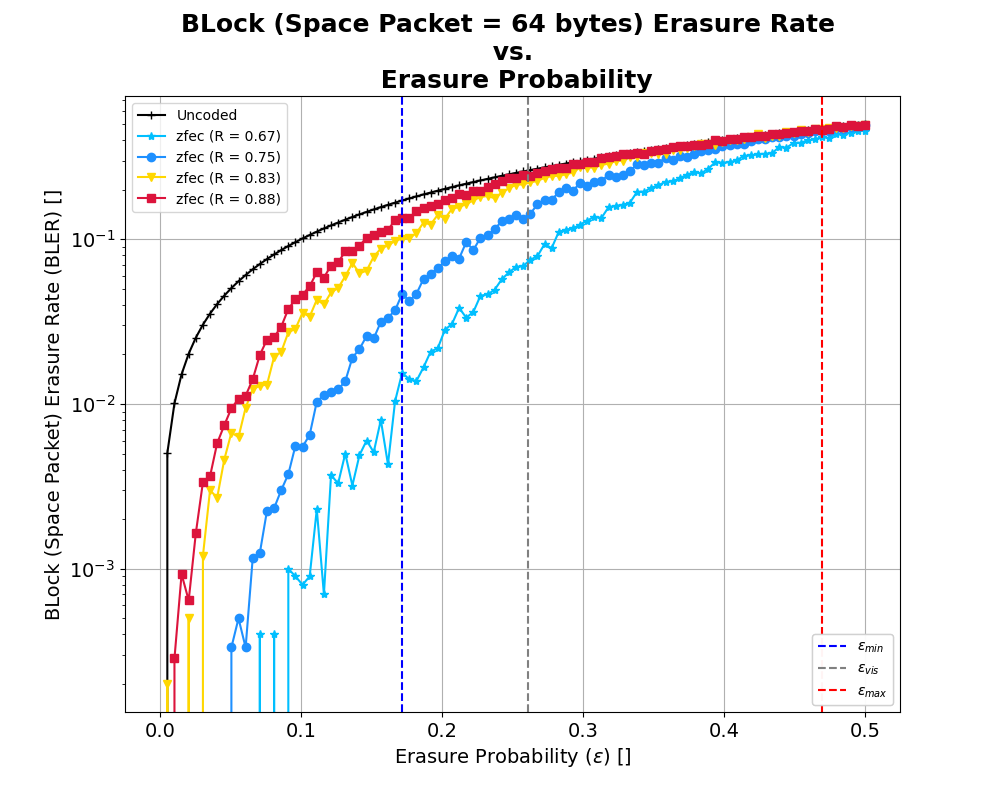 BLock (Space Packet = 64 bytes) Erasure Rate
vs.
Erasure Probability
Uncoded
zfec (R = 0.67)
zfec (R = 0.75)
zfec (R = 0.83)
zfec (R = 0.88)
BLock (Space Packet) Erasure Rate (BLER) []
10⁻¹
10⁻²
10⁻³
ε_min
ε_vis
ε_max
0.0 0.1 0.2 0.3 0.4 0.5
Erasure Probability (ε) []